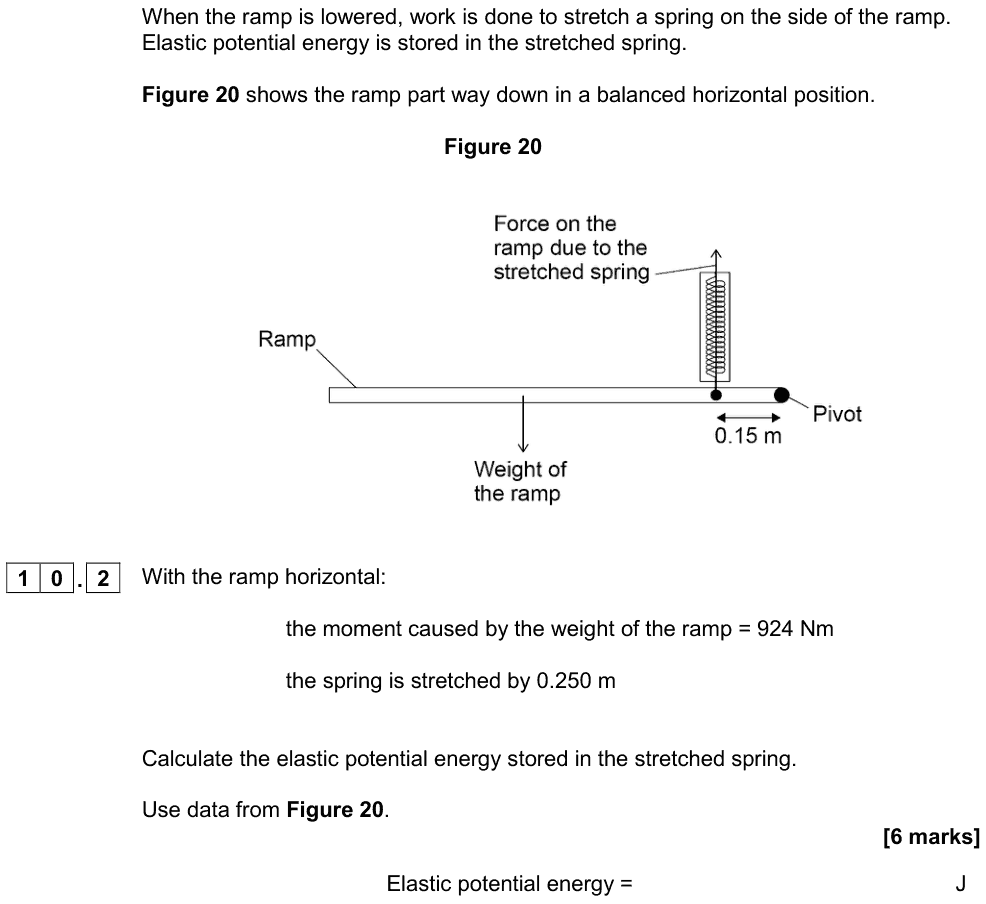 When the ramp is lowered, work is done to stretch a spring on the side of the ramp.
Elastic potential energy is stored in the stretched spring.
Figure 20 shows the ramp part way down in a balanced horizontal position.
Figure 20
Force on the
ramp due to the
stretched spring
Ramp
Pivot
0.15 m
Weight of
the ramp
1 0 . 2 With the ramp horizontal:
the moment caused by the weight of the ramp = 924 Nm
the spring is stretched by 0.250 m
Calculate the elastic potential energy stored in the stretched spring.
Use data from Figure 20.
[6 marks]
Elastic potential energy = J